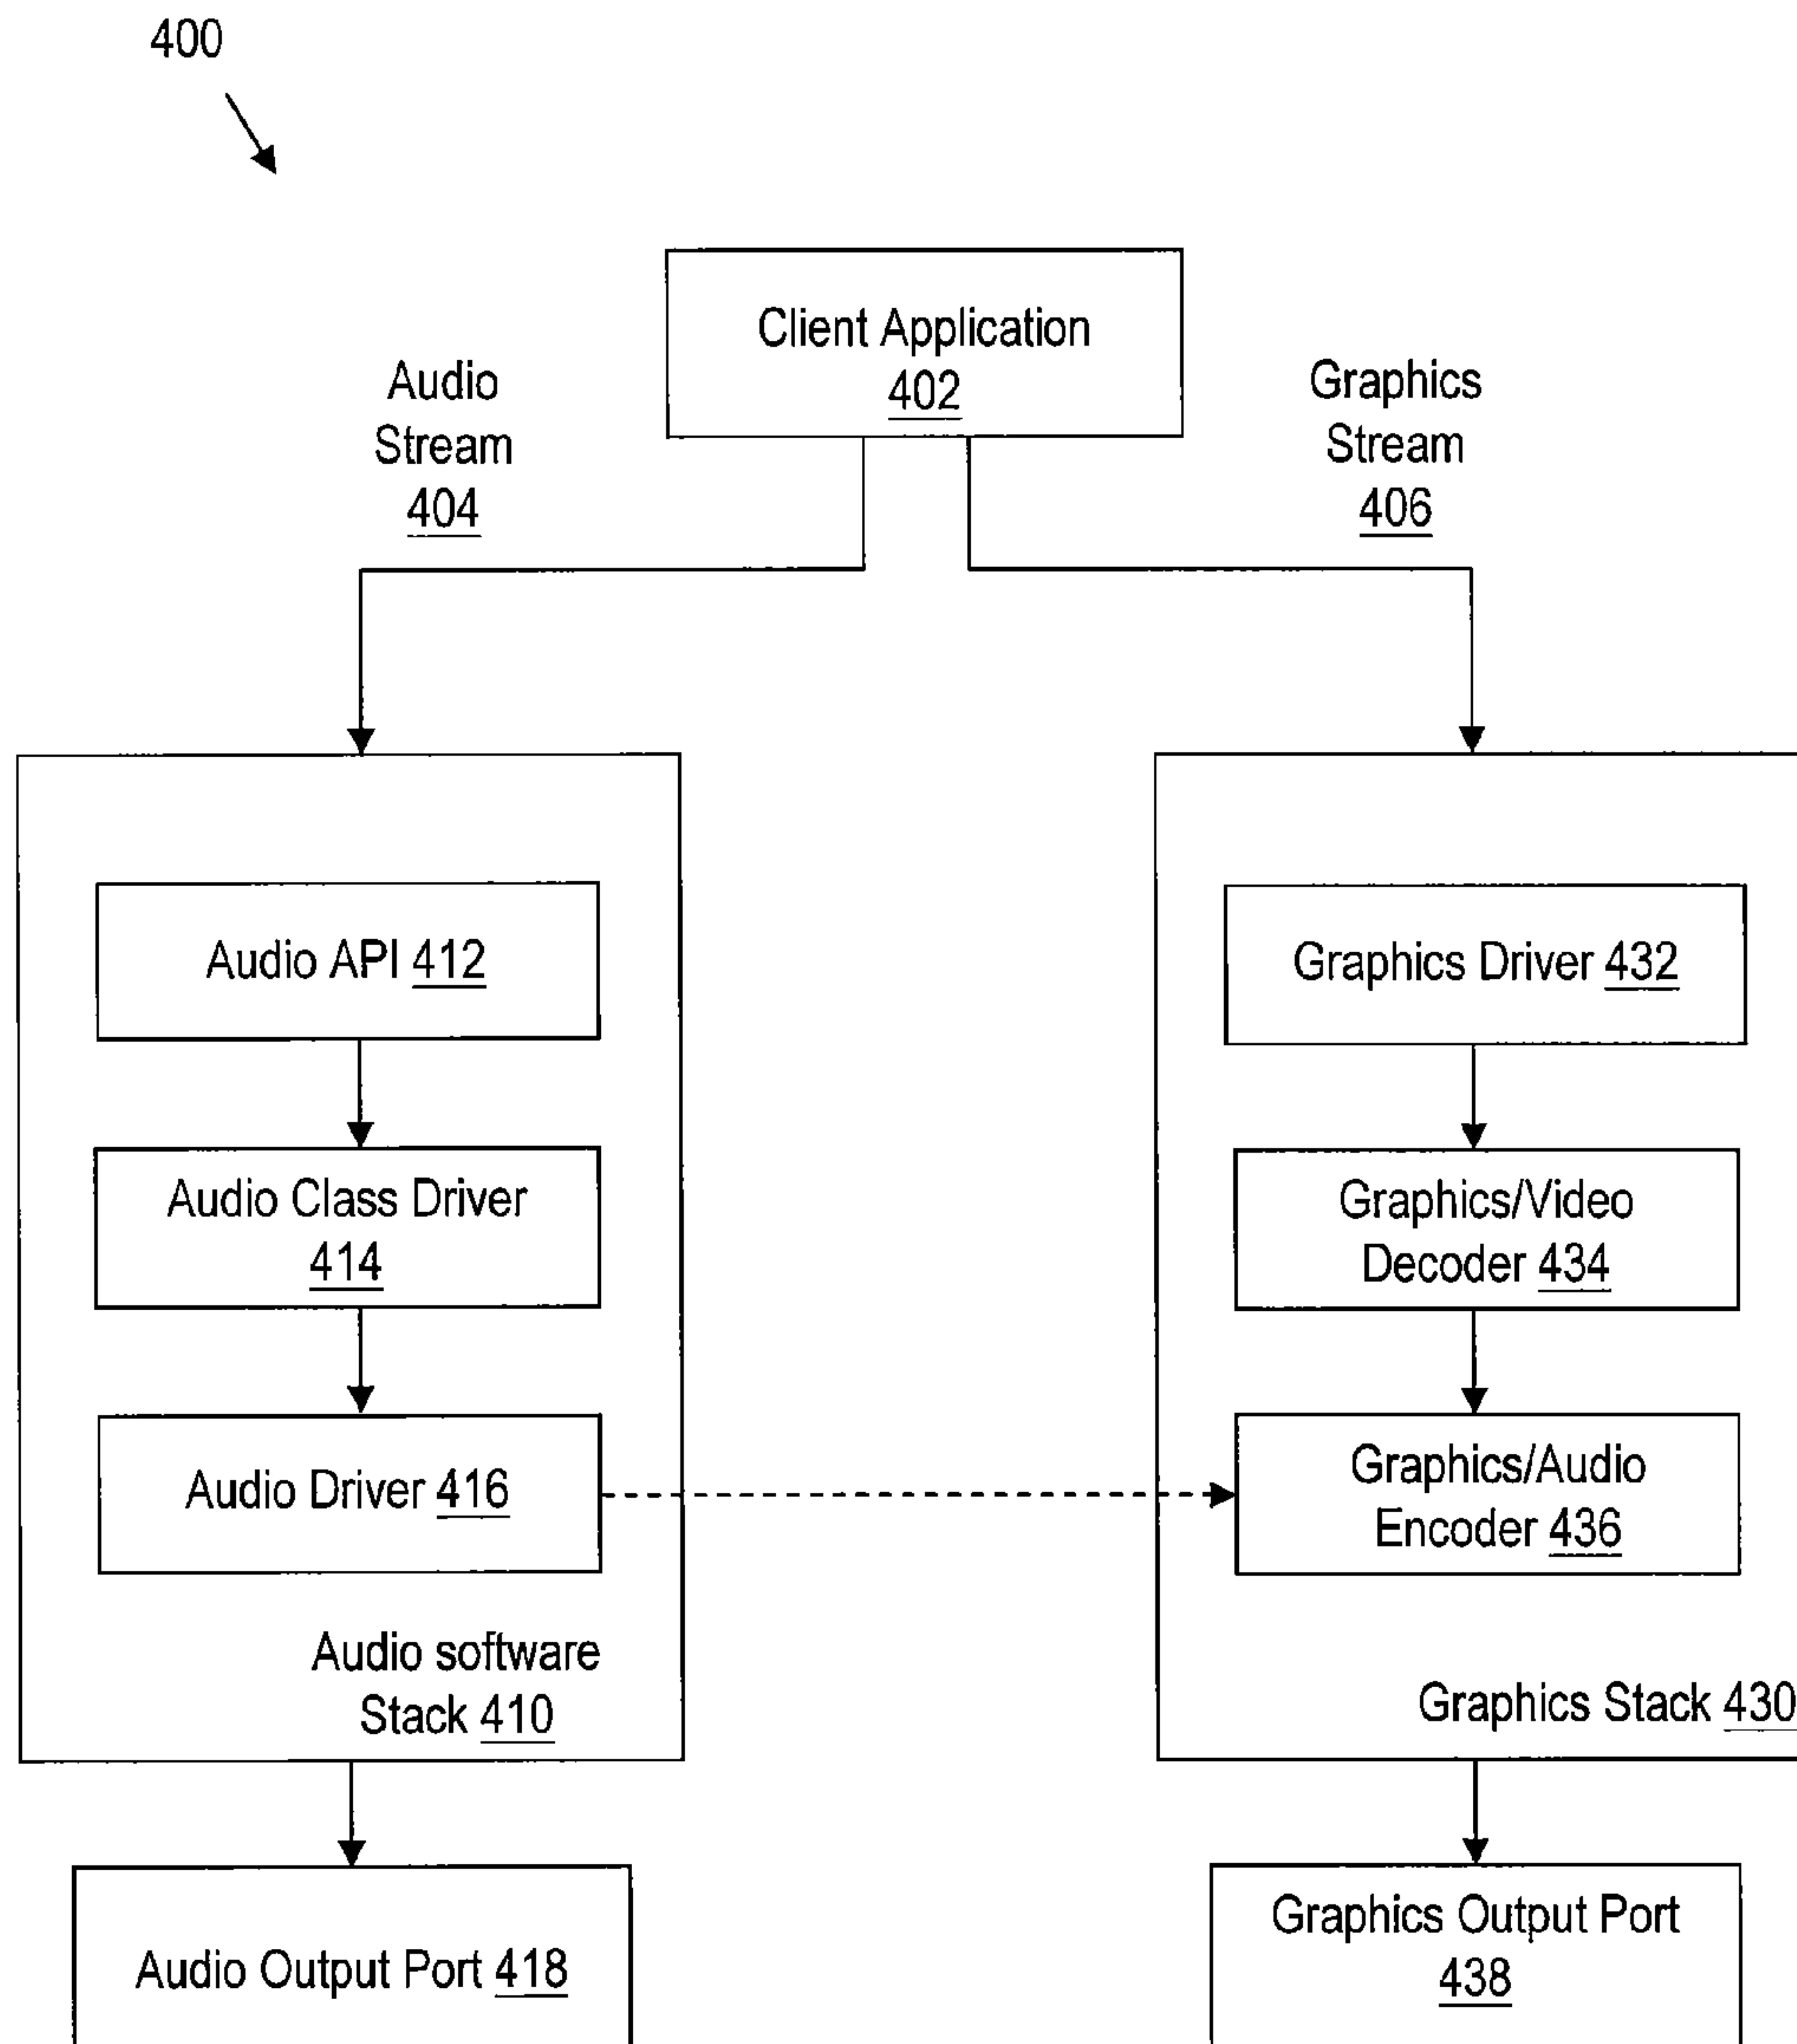 400
Client Application
402
Audio
Stream
404
Graphics
Stream
406
Audio API 412
Audio Class Driver
414
Audio Driver 416
Audio software
Stack 410
Audio Output Port 418
Graphics Driver 432
Graphics/Video
Decoder 434
Graphics/Audio
Encoder 436
Graphics Stack 430
Graphics Output Port
438